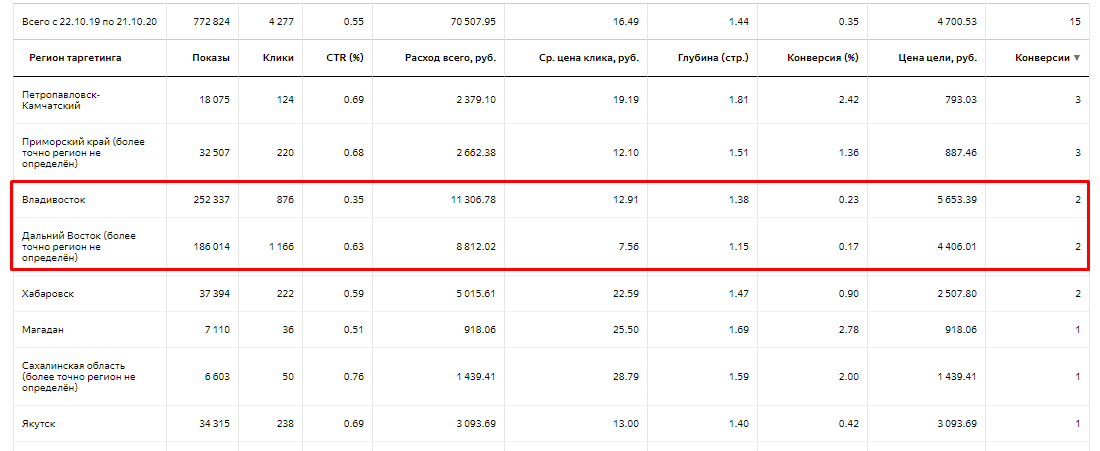 Всего с 22.10.19 по 21.10.20 772 824 4 277 0.55 70 507.95 16.49 1.44 0.35 4 700.53 15
Регион таргетинга Показы Клики CTR (%) Расход всего, руб. Ср. цена клика, руб. Глубина (стр.) Конверсия (%) Цена цели, руб. Конверсии ▼
Петропавловск-
Камчатский 18 075 124 0.69 2 379.10 19.19 1.81 2.42 793.03 3
Приморский край (более
точно регион не 32 507 220 0.68 2 662.38 12.10 1.51 1.36 887.46 3
определён)
Владивосток 252 337 876 0.35 11 306.78 12.91 1.38 0.23 5 653.39 2
Дальний Восток (более
точно регион не 186 014 1 166 0.63 8 812.02 7.56 1.15 0.17 4 406.01 2
определён)
Хабаровск 37 394 222 0.59 5 015.61 22.59 1.47 0.90 2 507.80 2
Магадан 7 110 36 0.51 918.06 25.50 1.69 2.78 918.06 1
Сахалинская область
(более точно регион не 6 603 50 0.76 1 439.41 28.79 1.59 2.00 1 439.41 1
определён)
Якутск 34 315 238 0.69 3 093.69 13.00 1.40 0.42 3 093.69 1